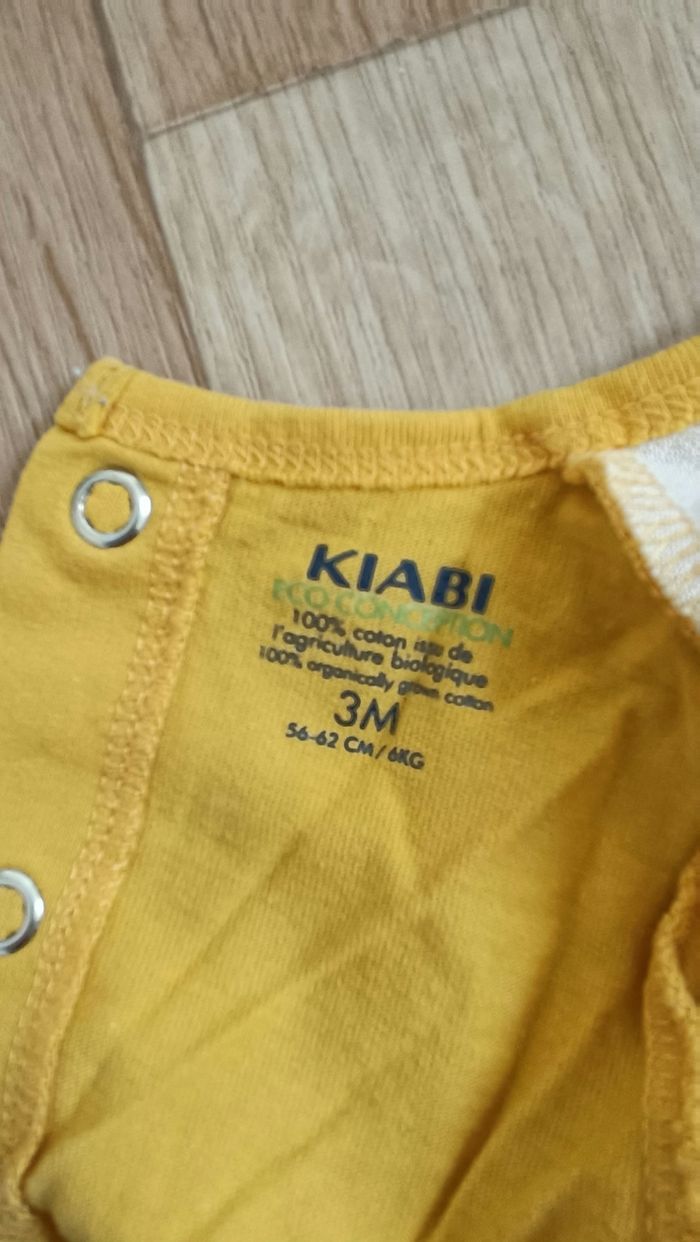 KIABI
ECO CONCEPTION
100% coton issu de
l'agriculture biologique
100% organically grown cotton
3M
56-62 CM / 6KG